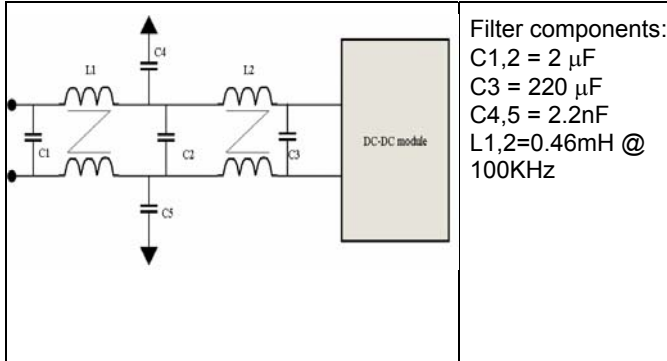 C4
L1
L2
C1
C2
C3
DC-DC module
C5
Filter components:
C1,2 = 2 μF
C3 = 220 μF
C4,5 = 2.2nF
L1,2=0.46mH @
100KHz